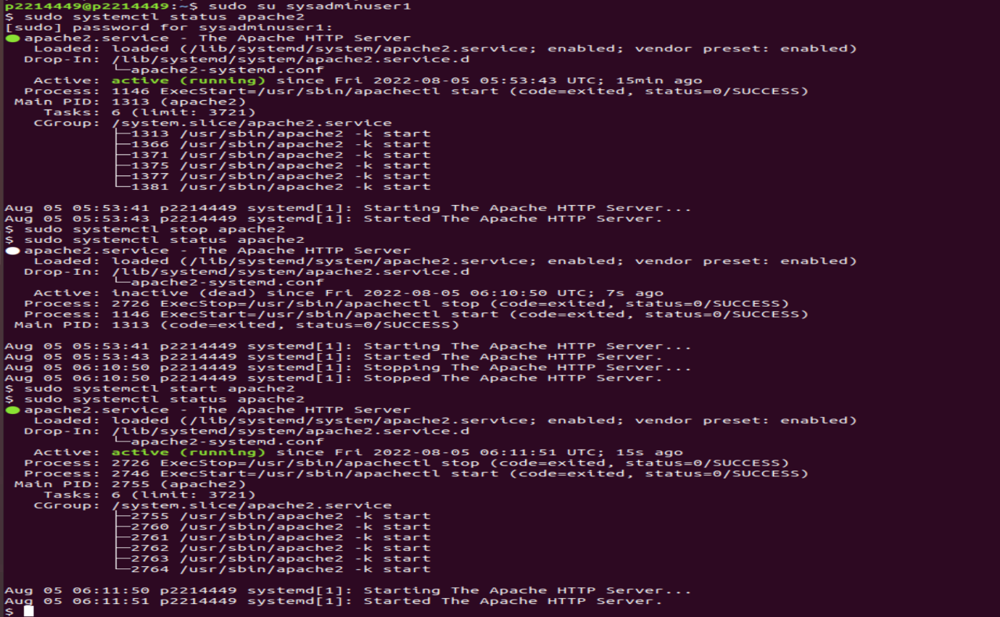 p2214449@p2214449:~$ sudo su sysadminuser1
$ sudo systemctl status apache2
[sudo] password for sysadminuser1:
● apache2.service - The Apache HTTP Server
   Loaded: loaded (/lib/systemd/system/apache2.service; enabled; vendor preset: enabled)
  Drop-In: /lib/systemd/system/apache2.service.d
           └─apache2-systemd.conf
   Active: active (running) since Fri 2022-08-05 05:53:43 UTC; 15min ago
  Process: 1146 ExecStart=/usr/sbin/apachectl start (code=exited, status=0/SUCCESS)
 Main PID: 1313 (apache2)
    Tasks: 6 (limit: 3721)
   CGroup: /system.slice/apache2.service
           ├─1313 /usr/sbin/apache2 -k start
           ├─1366 /usr/sbin/apache2 -k start
           ├─1371 /usr/sbin/apache2 -k start
           ├─1375 /usr/sbin/apache2 -k start
           ├─1377 /usr/sbin/apache2 -k start
           └─1381 /usr/sbin/apache2 -k start

Aug 05 05:53:41 p2214449 systemd[1]: Starting The Apache HTTP Server...
Aug 05 05:53:43 p2214449 systemd[1]: Started The Apache HTTP Server.
$ sudo systemctl stop apache2
$ sudo systemctl status apache2
● apache2.service - The Apache HTTP Server
   Loaded: loaded (/lib/systemd/system/apache2.service; enabled; vendor preset: enabled)
  Drop-In: /lib/systemd/system/apache2.service.d
           └─apache2-systemd.conf
   Active: inactive (dead) since Fri 2022-08-05 06:10:50 UTC; 7s ago
  Process: 2726 ExecStop=/usr/sbin/apachectl stop (code=exited, status=0/SUCCESS)
  Process: 1146 ExecStart=/usr/sbin/apachectl start (code=exited, status=0/SUCCESS)
 Main PID: 1313 (code=exited, status=0/SUCCESS)

Aug 05 05:53:41 p2214449 systemd[1]: Starting The Apache HTTP Server...
Aug 05 05:53:43 p2214449 systemd[1]: Started The Apache HTTP Server.
Aug 05 06:10:50 p2214449 systemd[1]: Stopping The Apache HTTP Server...
Aug 05 06:10:50 p2214449 systemd[1]: Stopped The Apache HTTP Server.
$ sudo systemctl start apache2
$ sudo systemctl status apache2
● apache2.service - The Apache HTTP Server
   Loaded: loaded (/lib/systemd/system/apache2.service; enabled; vendor preset: enabled)
  Drop-In: /lib/systemd/system/apache2.service.d
           └─apache2-systemd.conf
   Active: active (running) since Fri 2022-08-05 06:11:51 UTC; 15s ago
  Process: 2726 ExecStop=/usr/sbin/apachectl stop (code=exited, status=0/SUCCESS)
  Process: 2746 ExecStart=/usr/sbin/apachectl start (code=exited, status=0/SUCCESS)
 Main PID: 2755 (apache2)
    Tasks: 6 (limit: 3721)
   CGroup: /system.slice/apache2.service
           ├─2755 /usr/sbin/apache2 -k start
           ├─2760 /usr/sbin/apache2 -k start
           ├─2761 /usr/sbin/apache2 -k start
           ├─2762 /usr/sbin/apache2 -k start
           ├─2763 /usr/sbin/apache2 -k start
           └─2764 /usr/sbin/apache2 -k start

Aug 05 06:11:50 p2214449 systemd[1]: Starting The Apache HTTP Server...
Aug 05 06:11:51 p2214449 systemd[1]: Started The Apache HTTP Server.
$